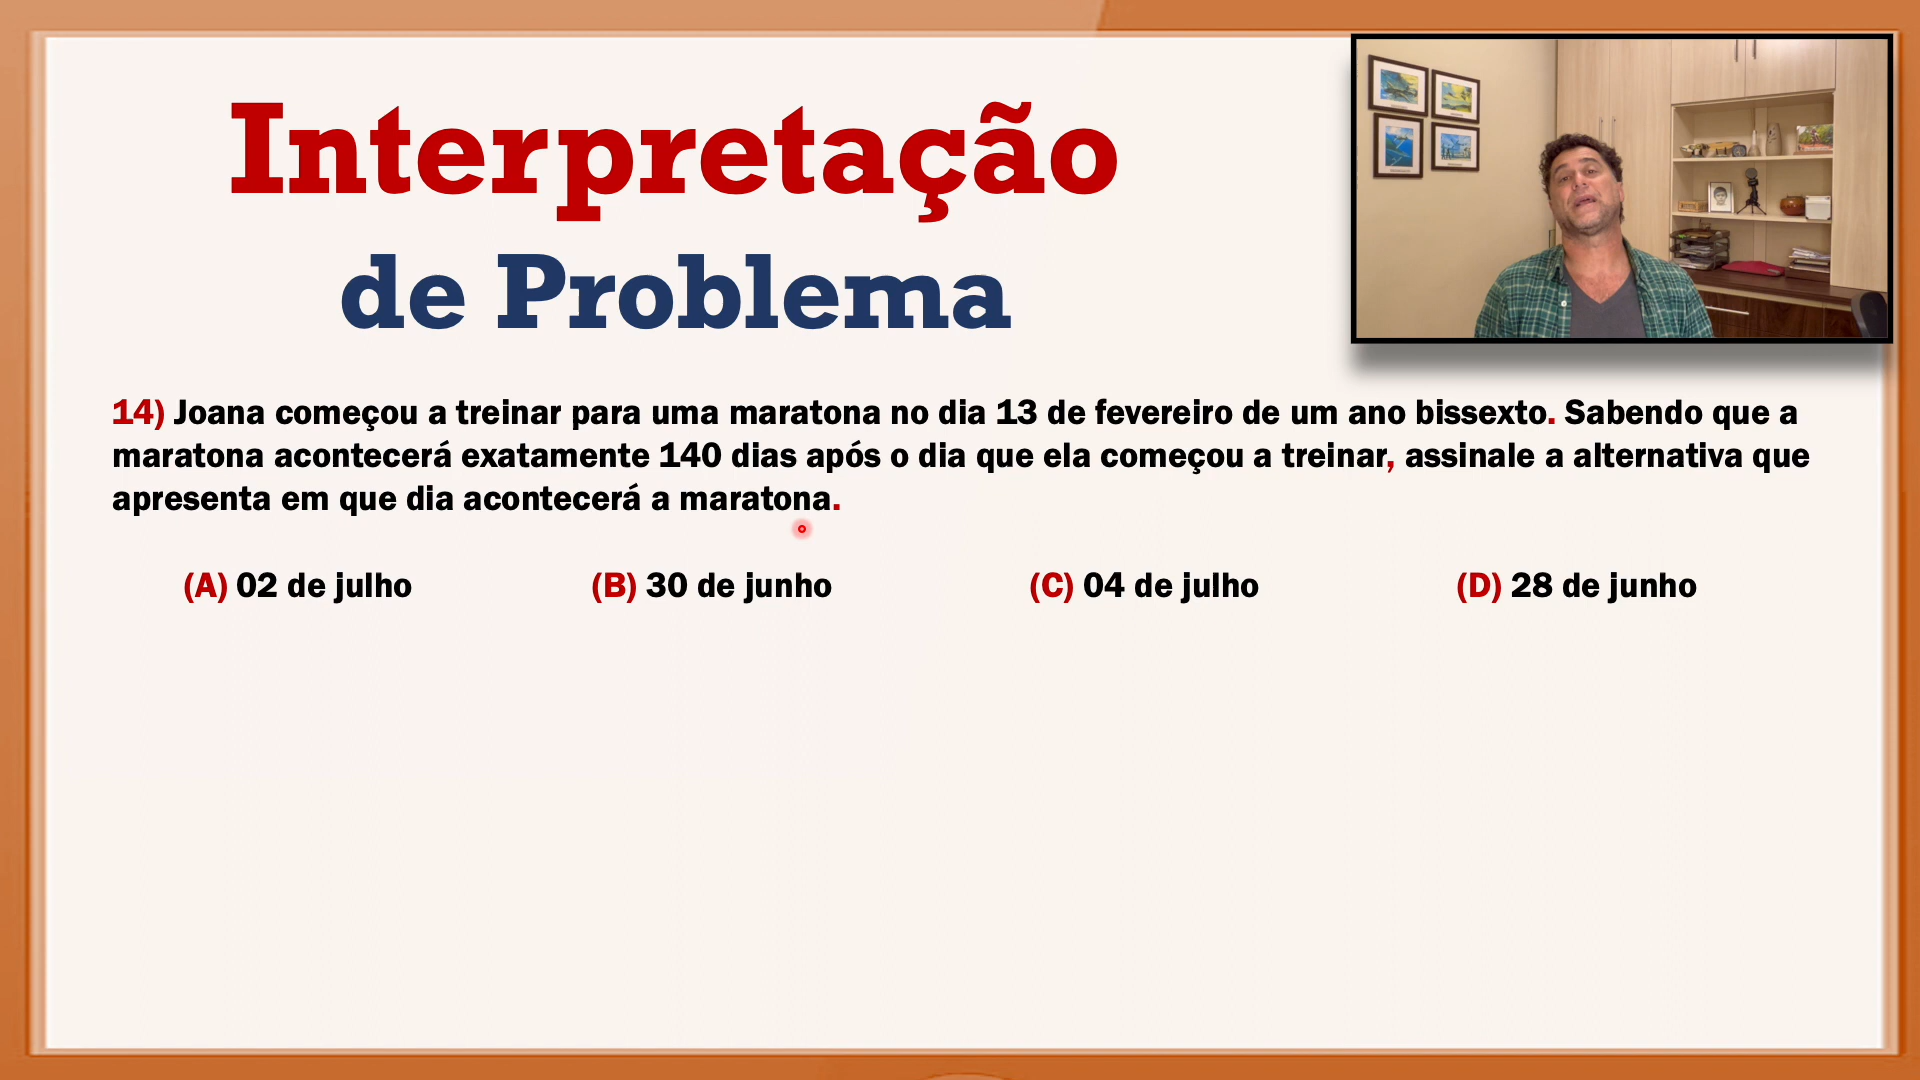 Interpretação
de Problema
14) Joana começou a treinar para uma maratona no dia 13 de fevereiro de um ano bissexto. Sabendo que a
maratona acontecerá exatamente 140 dias após o dia que ela começou a treinar, assinale a alternativa que
apresenta em que dia acontecerá a maratona.
(A) 02 de julho (B) 30 de junho (C) 04 de julho (D) 28 de junho